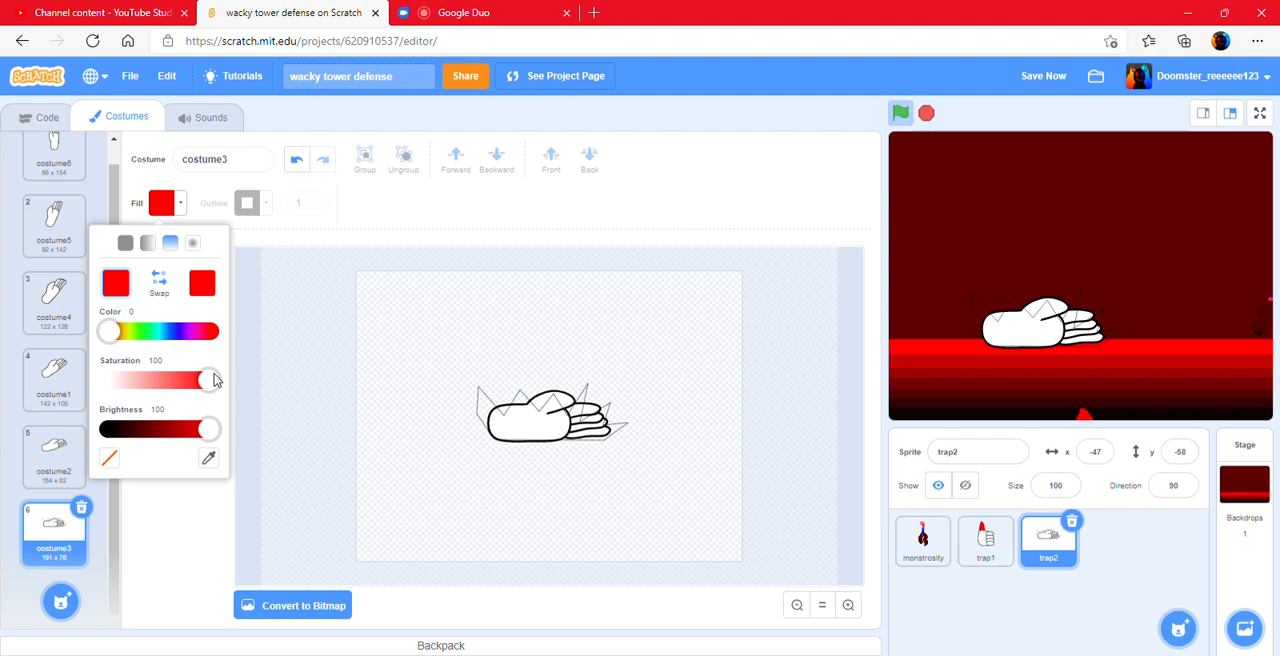 Channel content - YouTube Stud
wacky tower defense on Scratch
Google Duo
https://scratch.mit.edu/projects/620910537/editor/
SCRATCH
File
Edit
Tutorials
wacky tower defense
Share
See Project Page
Save Now
Doomster_reeeeee123
Code
Costumes
Sounds
costume6
66 x 154
2
costume5
92 x 142
3
costume4
122 x 126
4
costume1
142 x 105
5
costume2
154 x 82
6
costume3
191 x 78
Costume
costume3
Group
Ungroup
Forward
Backward
Front
Back
Fill
Outline
1
Swap
Color 0
Saturation 100
Brightness 100
Convert to Bitmap
Backpack
Sprite
trap2
x
-47
y
-58
Show
Size
100
Direction
90
monstrosity
trap1
trap2
Stage
Backdrops
1